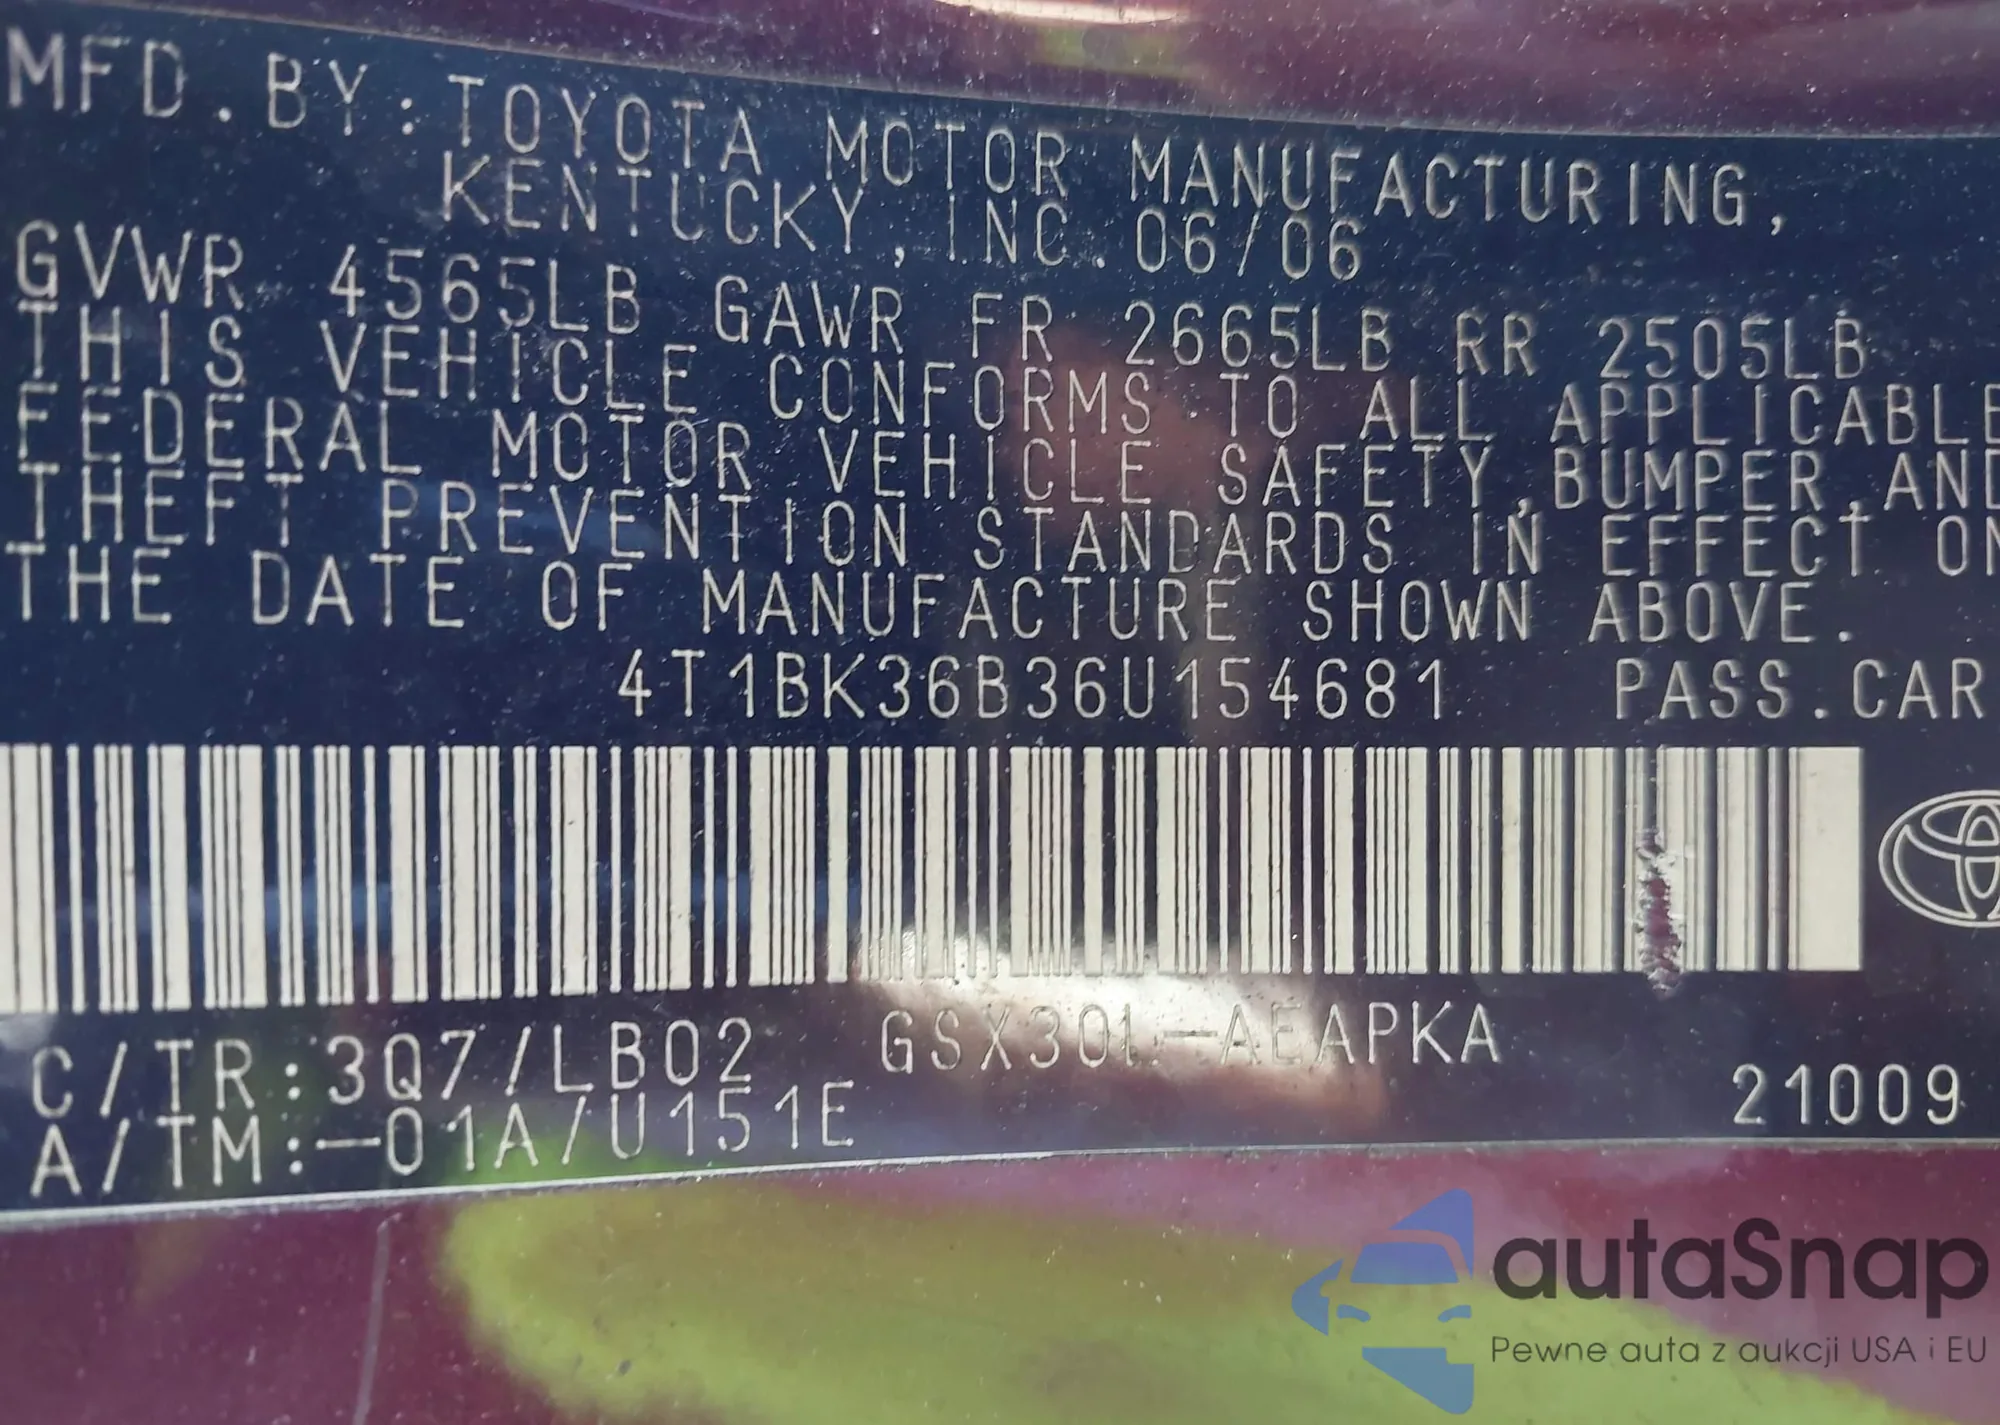 MFD.BY:TOYOTA MOTOR MANUFACTURING,
KENTUCKY,INC.06/06
GVWR 4565LB GAWR FR 2665LB RR 2505LB
THIS VEHICLE CONFORMS TO ALL APPLICABLE
FEDERAL MOTOR VEHICLE SAFETY,BUMPER,AND
THEFT PREVENTION STANDARDS IN EFFECT ON
THE DATE OF MANUFACTURE SHOWN ABOVE.
4T1BK36B36U154681 PASS.CAR
C/TR:3Q7/LB02 GSX30L-AEAPKA
A/TM:-01A/U151E 21009
autaSnap
Pewne auta z aukcji USA i EU